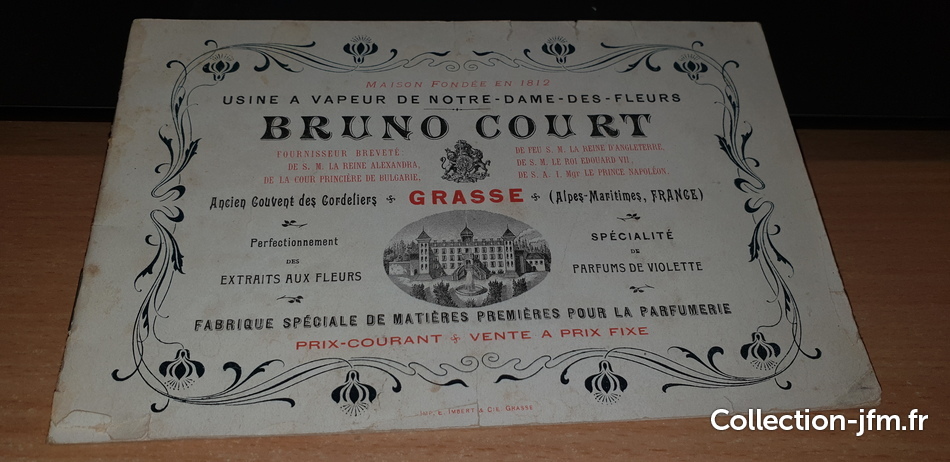 MAISON FONDÉE EN 1812
USINE A VAPEUR DE NOTRE-DAME-DES-FLEURS
BRUNO COURT
FOURNISSEUR BREVETÉ:
DE S. M. LA REINE ALEXANDRA,
DE LA COUR PRINCIÈRE DE BULGARIE,
DE FEU S. M. LA REINE D'ANGLETERRE,
DE S. M. LE ROI EDOUARD VII,
DE S. A. I. Mgr LE PRINCE NAPOLÉON.
Ancien Couvent des Cordeliers GRASSE (Alpes-Maritimes, FRANCE)
Perfectionnement
DES
EXTRAITS AUX FLEURS
SPÉCIALITÉ
DE
PARFUMS DE VIOLETTE
FABRIQUE SPÉCIALE DE MATIÈRES PREMIÈRES POUR LA PARFUMERIE
PRIX-COURANT VENTE A PRIX FIXE
IMP. E. IMBERT & CIE. GRASSE
Collection-jfm.fr